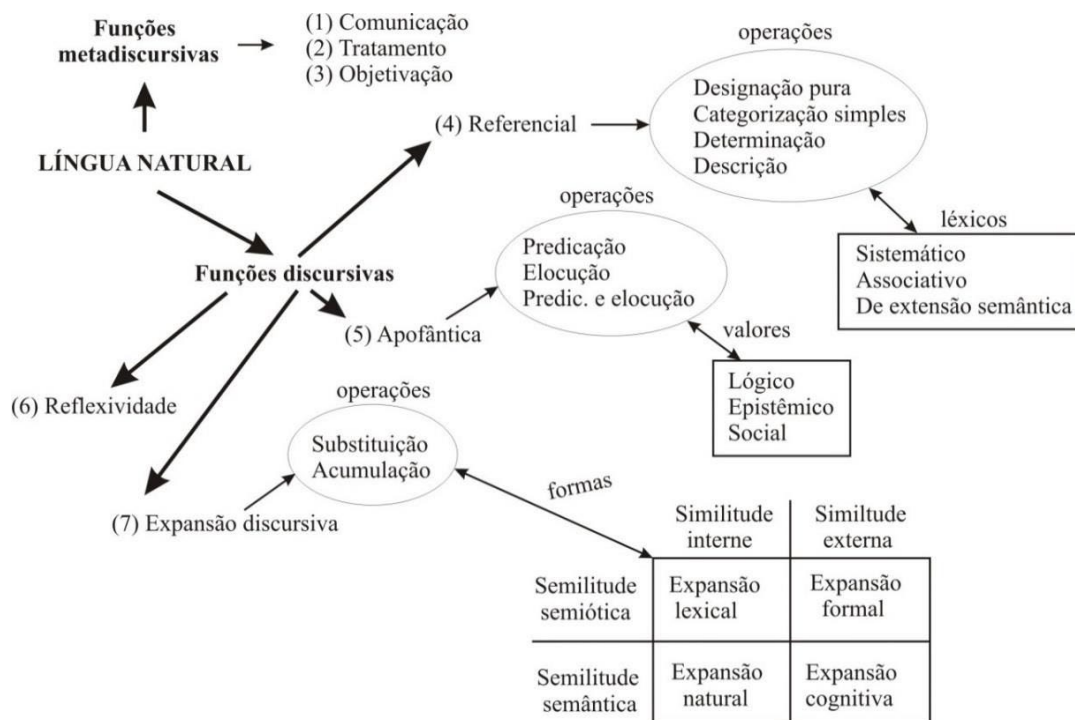 Funções
metadiscursivas
(1) Comunicação
(2) Tratamento
(3) Objetivação
LÍNGUA NATURAL
Funções discursivas
(4) Referencial
operações
Designação pura
Categorização simples
Determinação
Descrição
léxicos
Sistemático
Associativo
De extensão semântica
(5) Apofântica
operações
Predicação
Elocução
Predic. e elocução
valores
Lógico
Epistêmico
Social
(6) Reflexividade
(7) Expansão discursiva
operações
Substituição
Acumulação
formas
Similitude
interne
Similtude
externa
Semilitude
semiótica
Expansão
lexical
Expansão
formal
Semilitude
semântica
Expansão
natural
Expansão
cognitiva